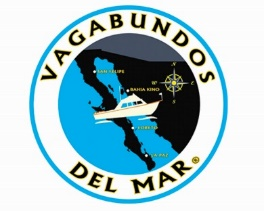 VAGABUNDOS
SAN FELIPE
N
W E
S
BAHIA KINO
LORETO
LA PAZ
DEL MAR®